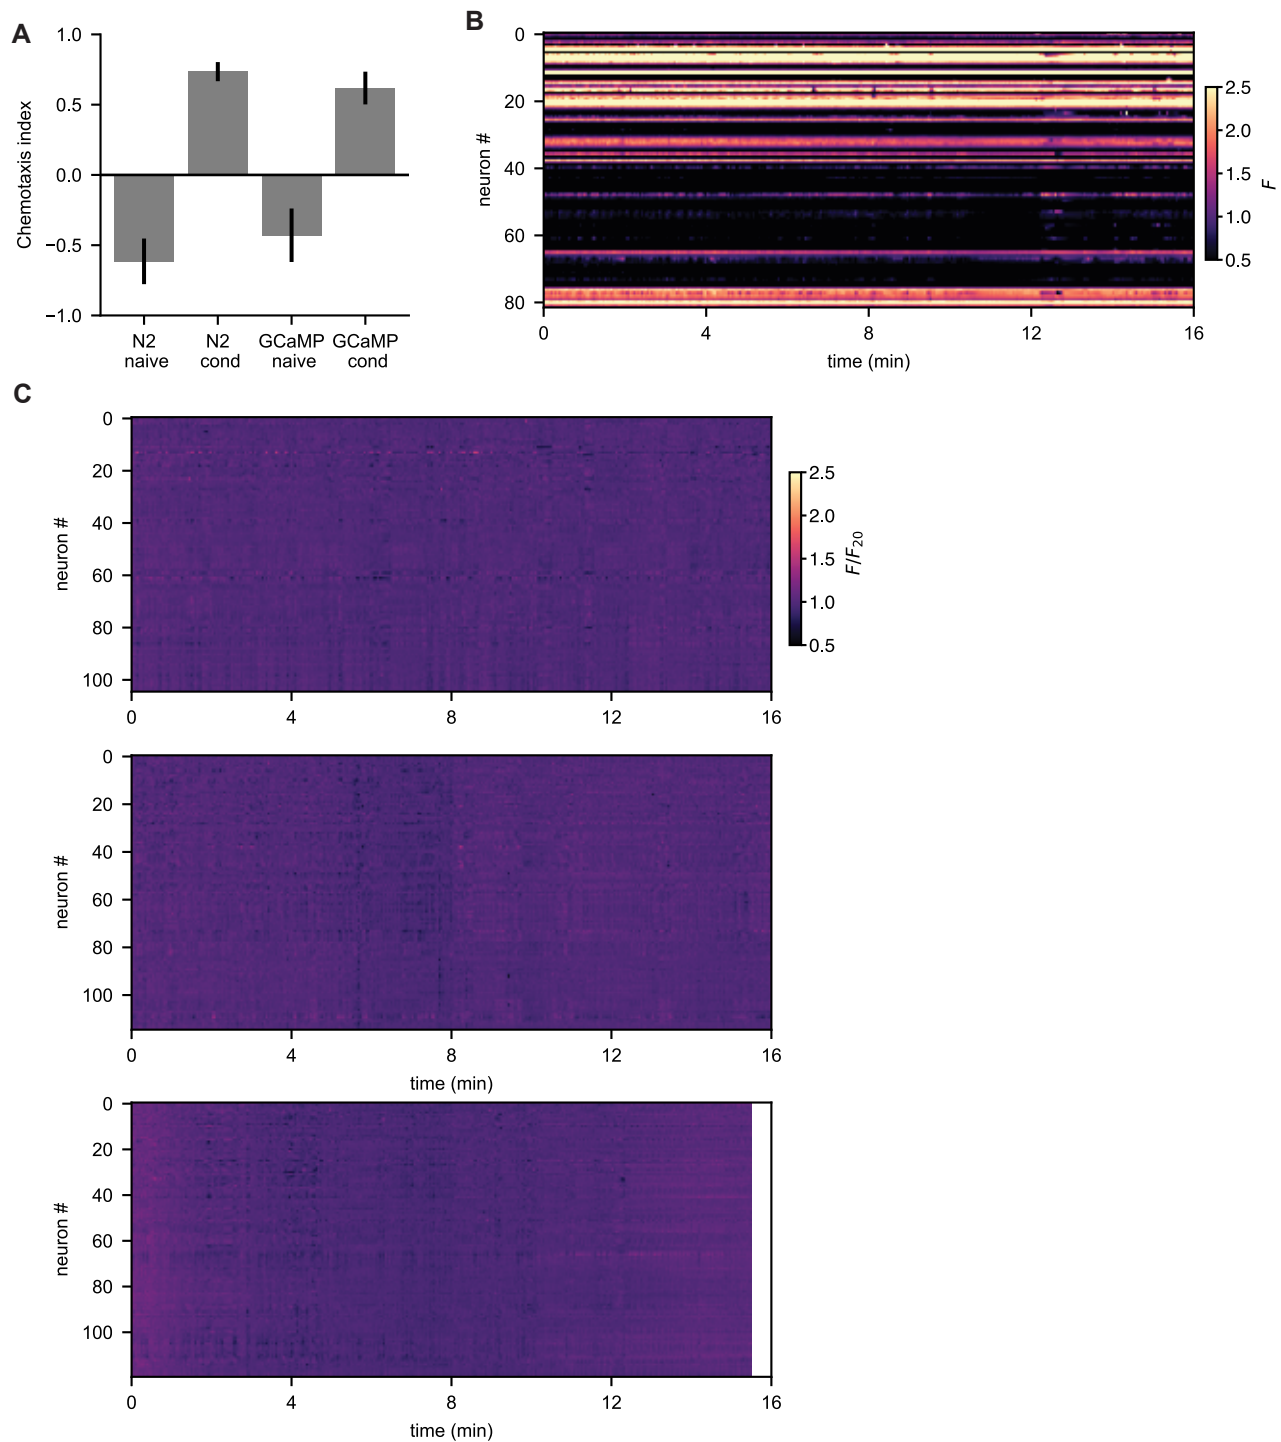 A
1.0
0.5
0.0
−0.5
−1.0
Chemotaxis index
N2 naive
N2 cond
GCaMP naive
GCaMP cond
B
0
20
40
60
80
neuron #
0 4 8 12 16
time (min)
2.5
2.0
1.5
1.0
0.5
F
C
0
20
40
60
80
100
neuron #
0 4 8 12 16
2.5
2.0
1.5
1.0
0.5
F/F20
0
20
40
60
80
100
neuron #
0 4 8 12 16
time (min)
0
20
40
60
80
100
neuron #
0 4 8 12 16
time (min)